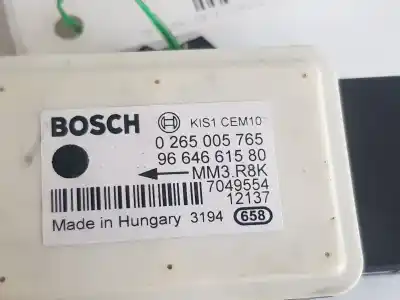 BOSCH KIS1 CEM10
0 265 005 765
96 646 615 80
MM3.R8K
7049554
12137
Made in Hungary 3194 658